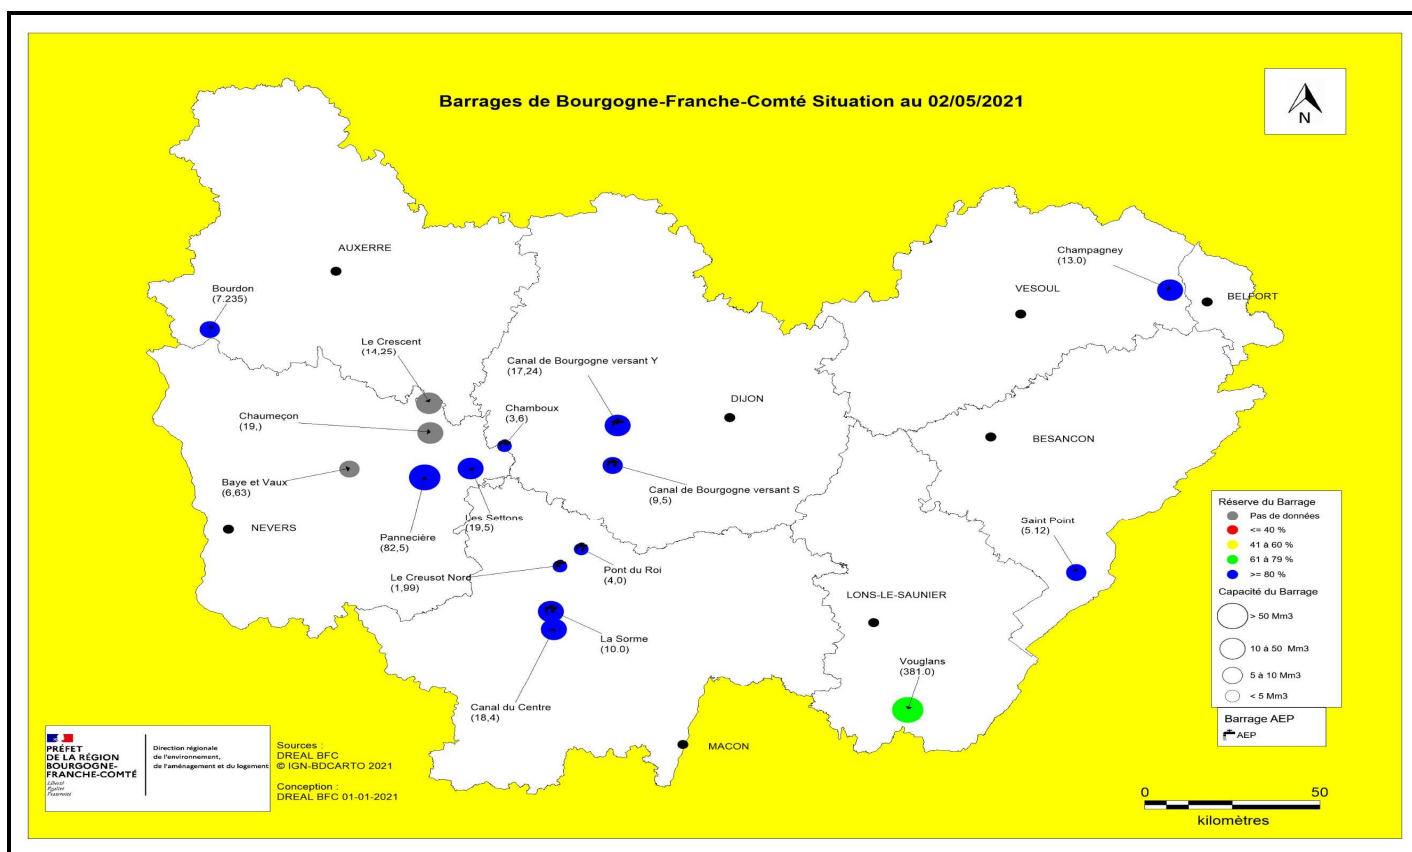 Barrages de Bourgogne-Franche-Comté Situation au 02/05/2021
N
AUXERRE
Bourdon
(7.235)
Le Crescent
(14,25)
Chaumeçon
(19,)
Baye et Vaux
(6,63)
NEVERS
Pannecière
(82,5)
Les Settons
(19,5)
Chamboux
(3,6)
Canal de Bourgogne versant Y
(17,24)
DIJON
Canal de Bourgogne versant S
(9,5)
Le Creusot Nord
(1,99)
Pont du Roi
(4,0)
La Sorme
(10.0)
Canal du Centre
(18,4)
MACON
VESOUL
Champagney
(13.0)
BELFORT
BESANCON
Saint Point
(5.12)
LONS-LE-SAUNIER
Vouglans
(381.0)
Réserve du Barrage
Pas de données
<= 40 %
41 à 60 %
61 à 79 %
>= 80 %
Capacité du Barrage
> 50 Mm3
10 à 50 Mm3
5 à 10 Mm3
< 5 Mm3
Barrage AEP
AEP
0 50
kilomètres
PRÉFET
DE LA RÉGION
BOURGOGNE-
FRANCHE-COMTÉ
Liberté
Égalité
Fraternité
Direction régionale
de l'environnement,
de l'aménagement et du logement
Sources :
DREAL BFC
© IGN-BDCARTO 2021
Conception :
DREAL BFC 01-01-2021